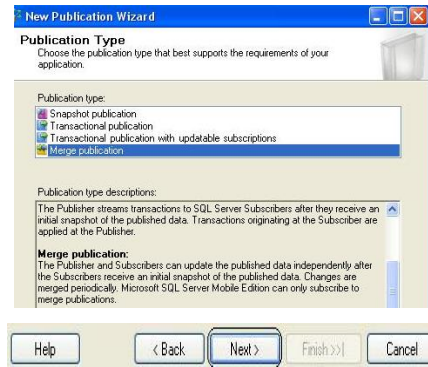 New Publication Wizard
Publication Type
Choose the publication type that best supports the requirements of your
application.
Publication type:
Snapshot publication
Transactional publication
Transactional publication with updatable subscriptions
Merge publication
Publication type descriptions:
The Publisher streams transactions to SQL Server Subscribers after they receive an
initial snapshot of the published data. Transactions originating at the Subscriber are
applied at the Publisher.
Merge publication:
The Publisher and Subscribers can update the published data independently after
the Subscribers receive an initial snapshot of the published data. Changes are
merged periodically. Microsoft SQL Server Mobile Edition can only subscribe to
merge publications.
Help
< Back
Next >
Finish >>|
Cancel